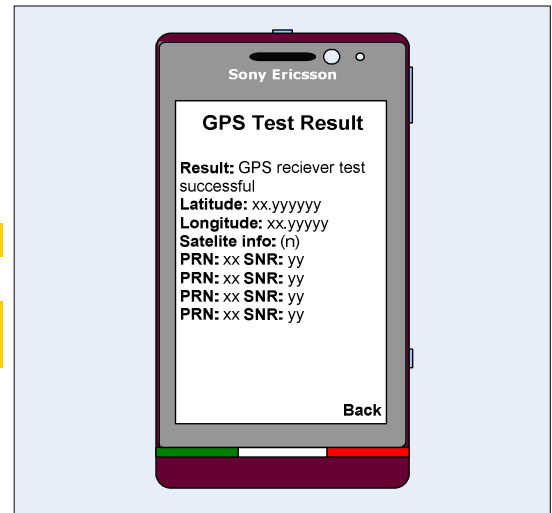 Sony Ericsson
GPS Test Result
Result: GPS reciever test
successful
Latitude: xx.yyyyyy
Longitude: xx.yyyyy
Satelite info: (n)
PRN: xx SNR: yy
PRN: xx SNR: yy
PRN: xx SNR: yy
PRN: xx SNR: yy
Back